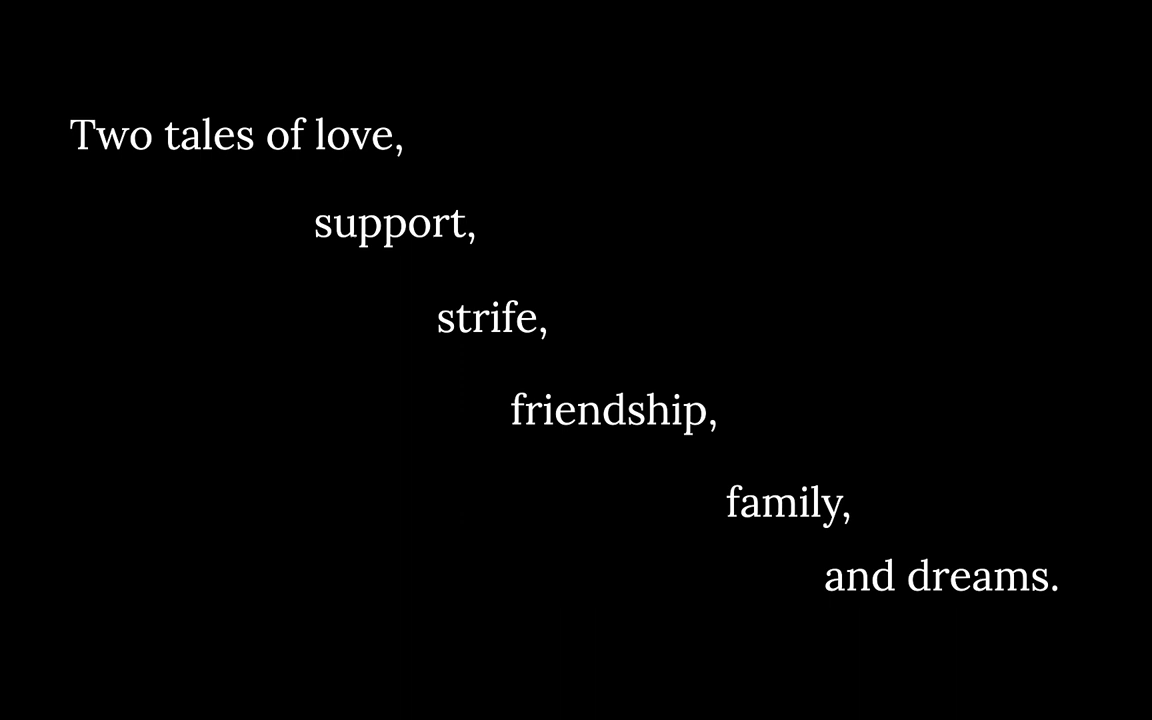 Two tales of love,
support,
strife,
friendship,
family,
and dreams.